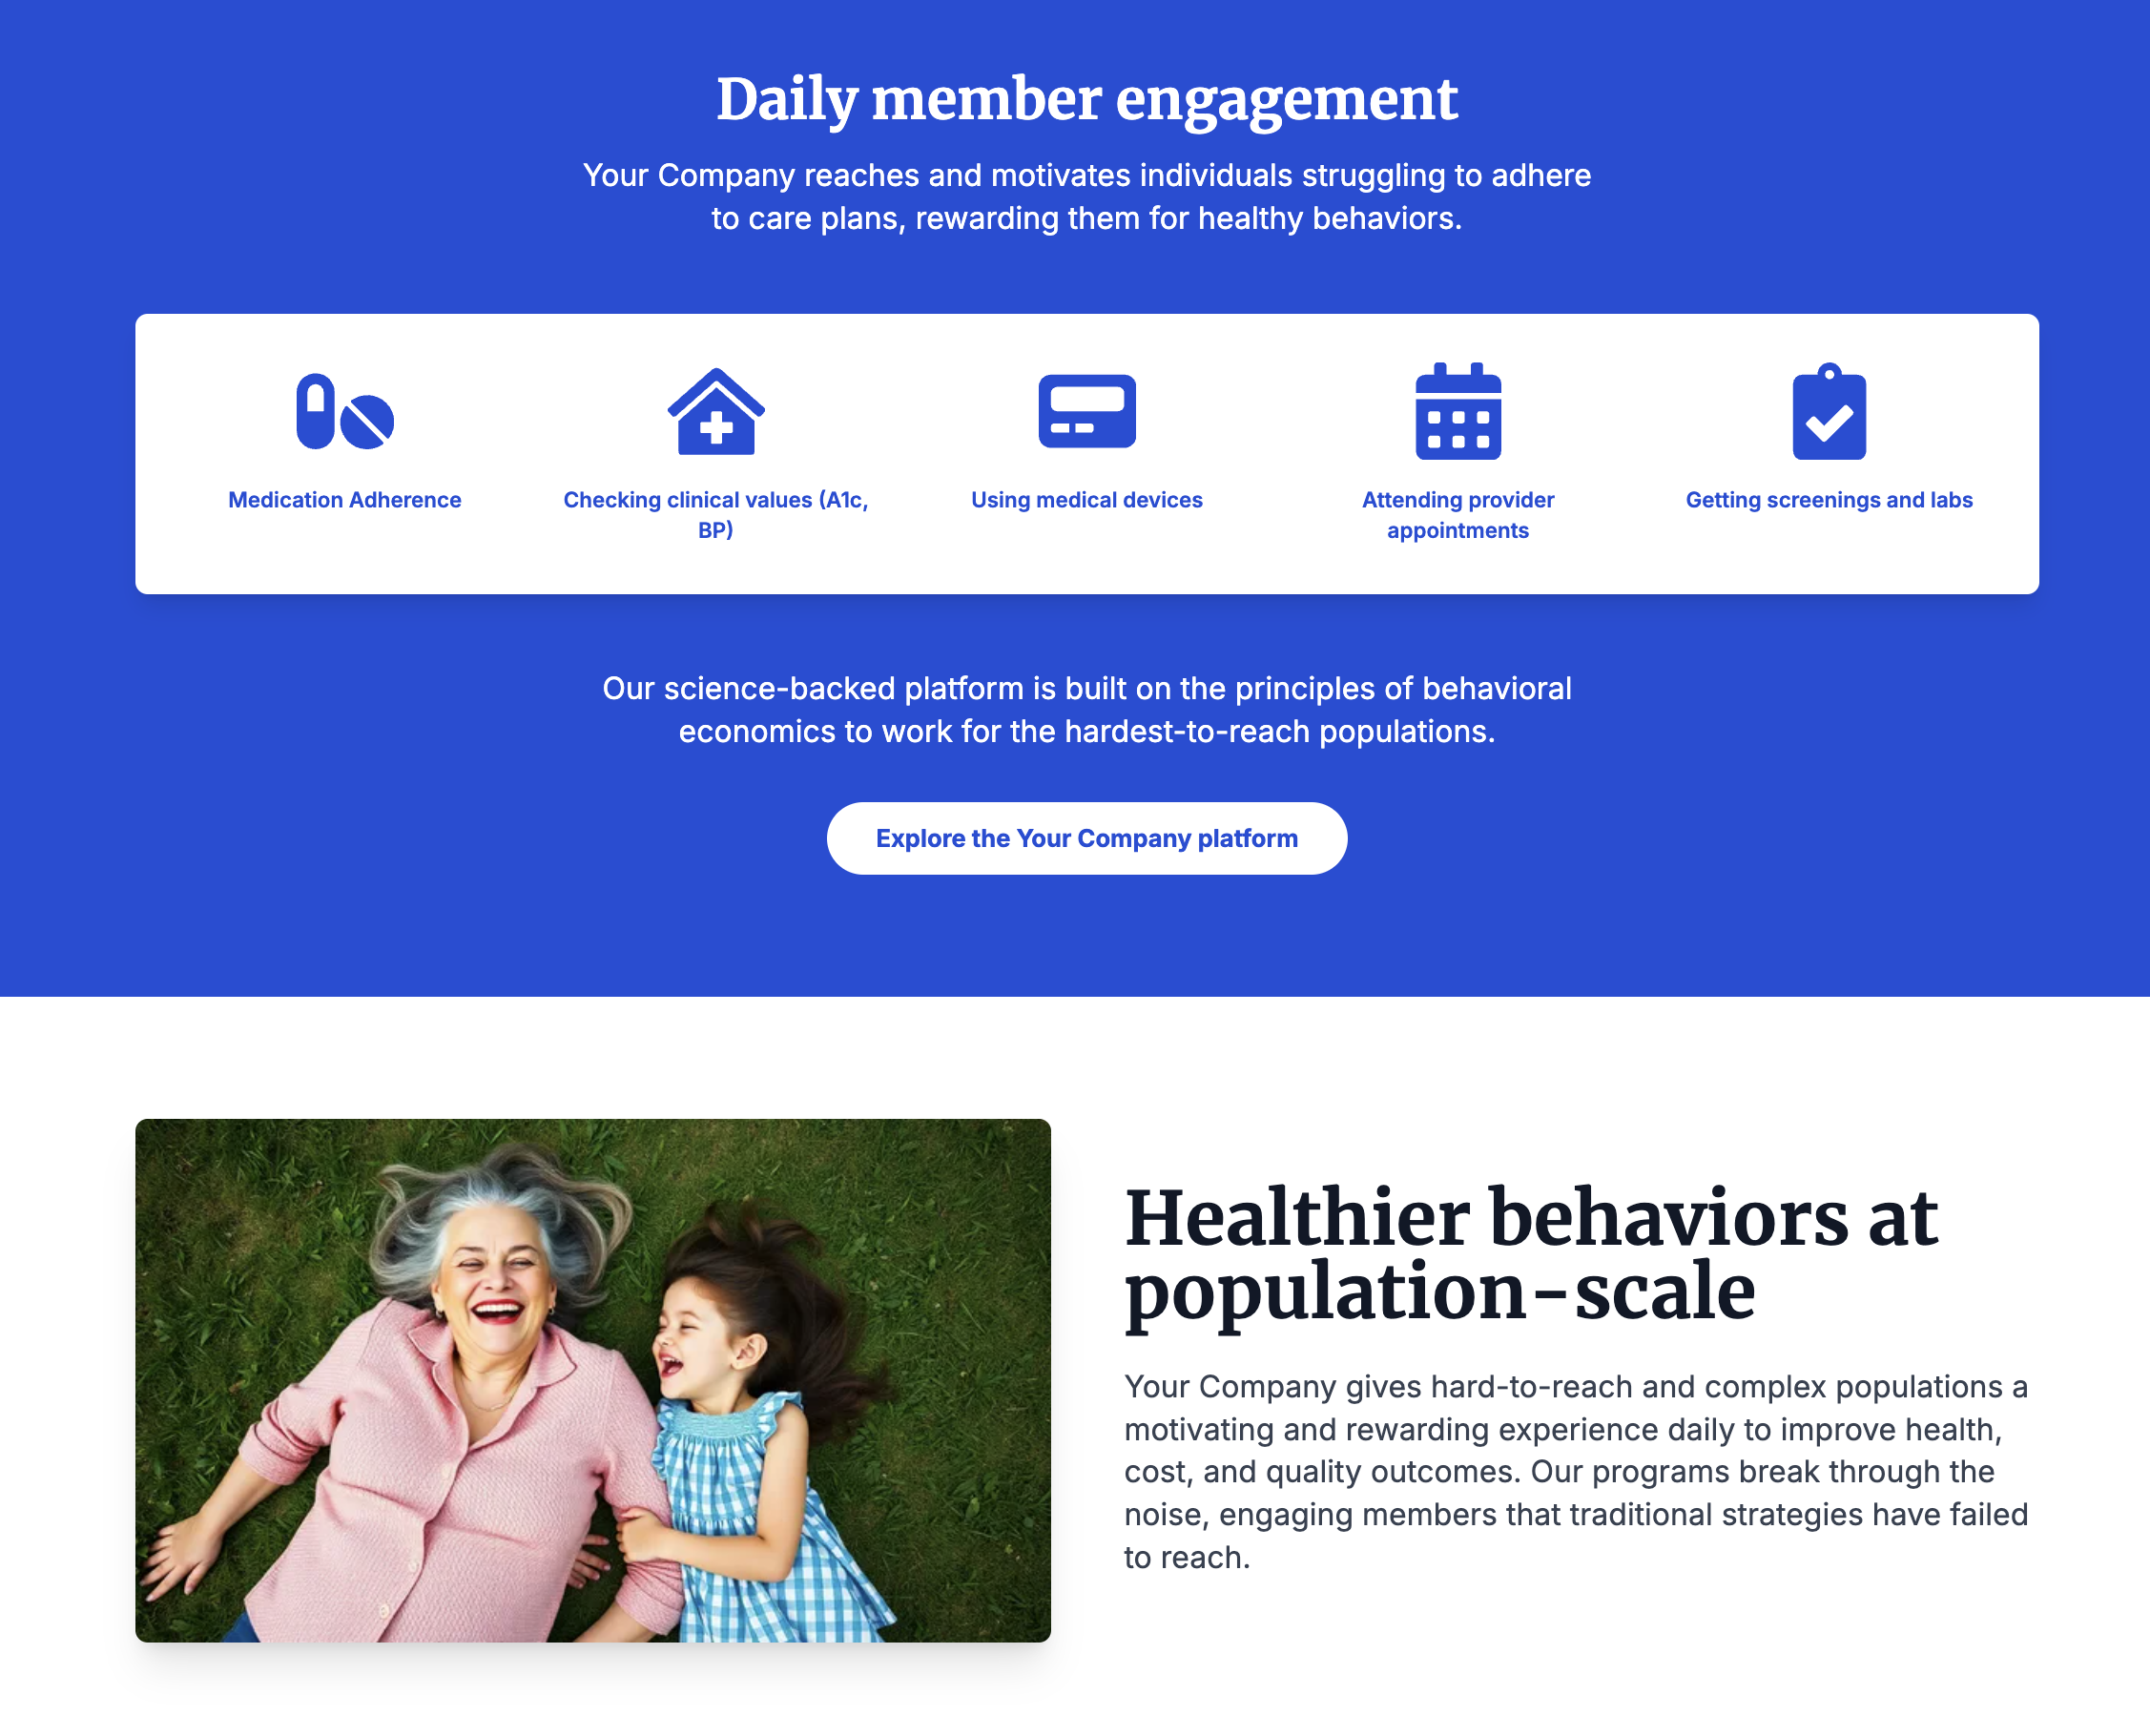 Daily member engagement
Your Company reaches and motivates individuals struggling to adhere
to care plans, rewarding them for healthy behaviors.
Medication Adherence
Checking clinical values (A1c,
BP)
Using medical devices
Attending provider
appointments
Getting screenings and labs
Our science-backed platform is built on the principles of behavioral
economics to work for the hardest-to-reach populations.
Explore the Your Company platform
Healthier behaviors at
population-scale
Your Company gives hard-to-reach and complex populations a
motivating and rewarding experience daily to improve health,
cost, and quality outcomes. Our programs break through the
noise, engaging members that traditional strategies have failed
to reach.